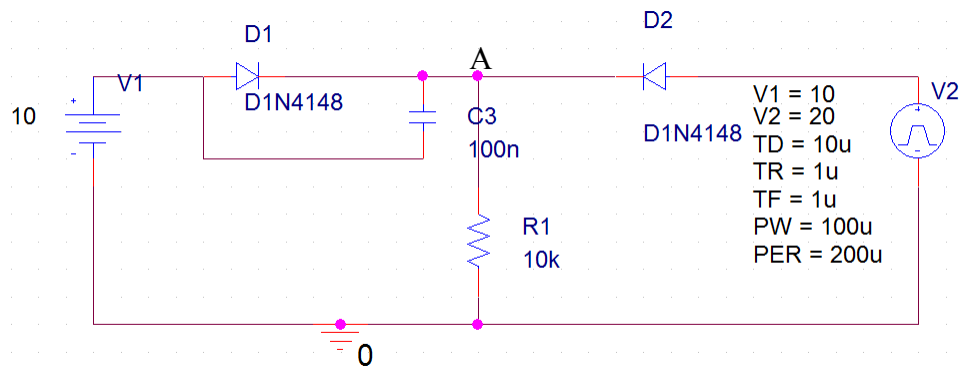 D1
D2
A
V1
D1N4148
10
C3
100n
D1N4148
V2
V1 = 10
V2 = 20
TD = 10u
TR = 1u
TF = 1u
PW = 100u
PER = 200u
R1
10k
0